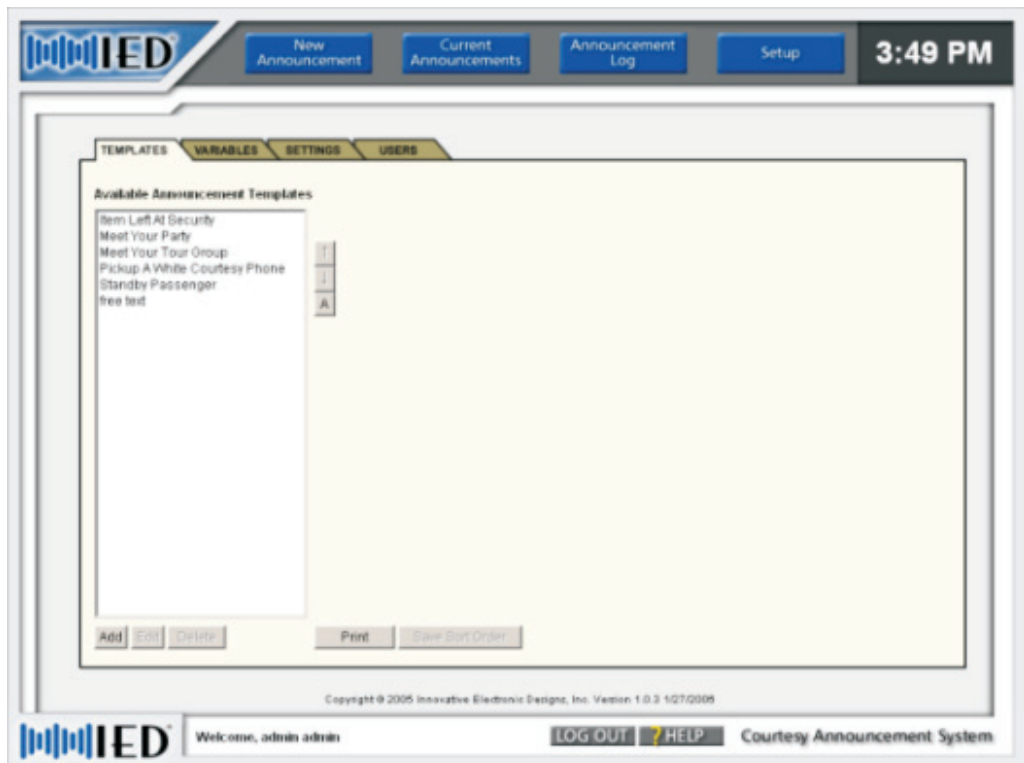 IED
New
Announcement
Current
Announcements
Announcement
Log
Setup
3:49 PM
TEMPLATES
VARIABLES
SETTINGS
USERS
Available Announcement Templates
Item Left At Security
Meet Your Party
Meet Your Tour Group
Pickup A White Courtesy Phone
Standby Passenger
free text
↑
↓
A
Add
Edit
Delete
Print
Save Sort Order
Copyright © 2005 Innovative Electronic Designs, Inc. Version 1.0.3 1/27/2006
IED
Welcome, admin admin
LOG OUT
? HELP
Courtesy Announcement System